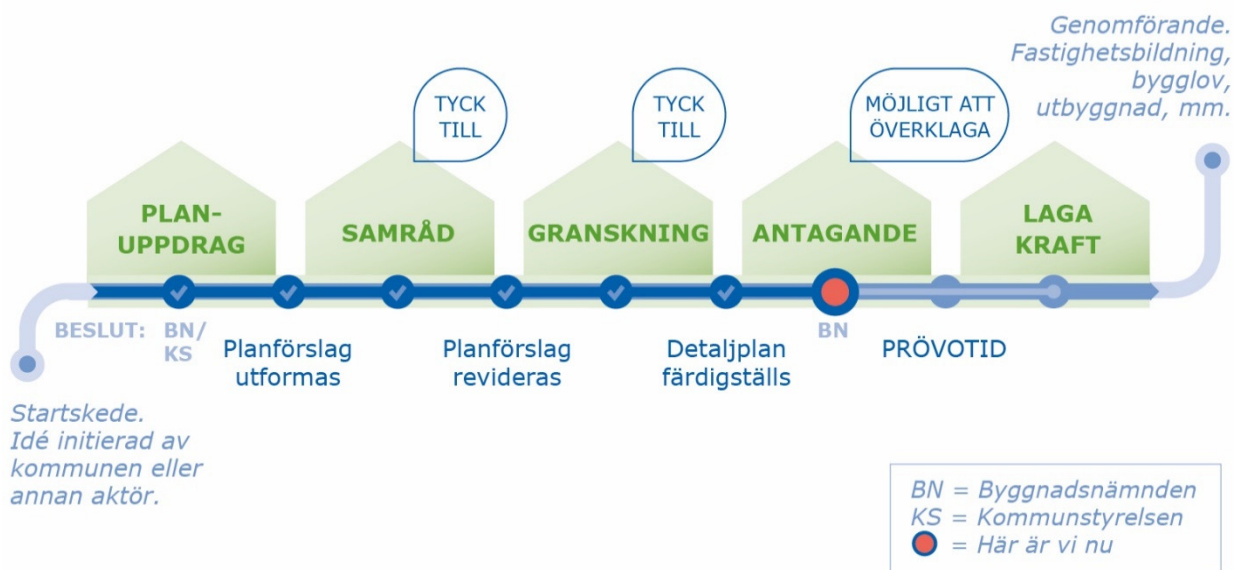 Genomförande.
Fastighetsbildning,
bygglov,
utbyggnad, mm.
TYCK
TILL
TYCK
TILL
MÖJLIGT ATT
ÖVERKLAGA
PLAN-
UPPDRAG
SAMRÅD
GRANSKNING
ANTAGANDE
LAGA
KRAFT
BESLUT:
BN/
KS
Planförslag
utformas
Planförslag
revideras
Detaljplan
färdigställs
BN
PRÖVOTID
Startskede.
Idé initierad av
kommunen eller
annan aktör.
BN = Byggnadsnämnden
KS = Kommunstyrelsen
= Här är vi nu